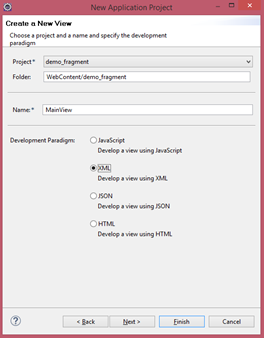 New Application Project
Create a New View
Choose a project and a name and specify the development
paradigm
Project* demo_fragment
Folder: WebContent/demo_fragment
Name:* MainView
Development Paradigm: JavaScript
Develop a view using JavaScript
XML
Develop a view using XML
JSON
Develop a view using JSON
HTML
Develop a view using HTML
? < Back Next > Finish Cancel